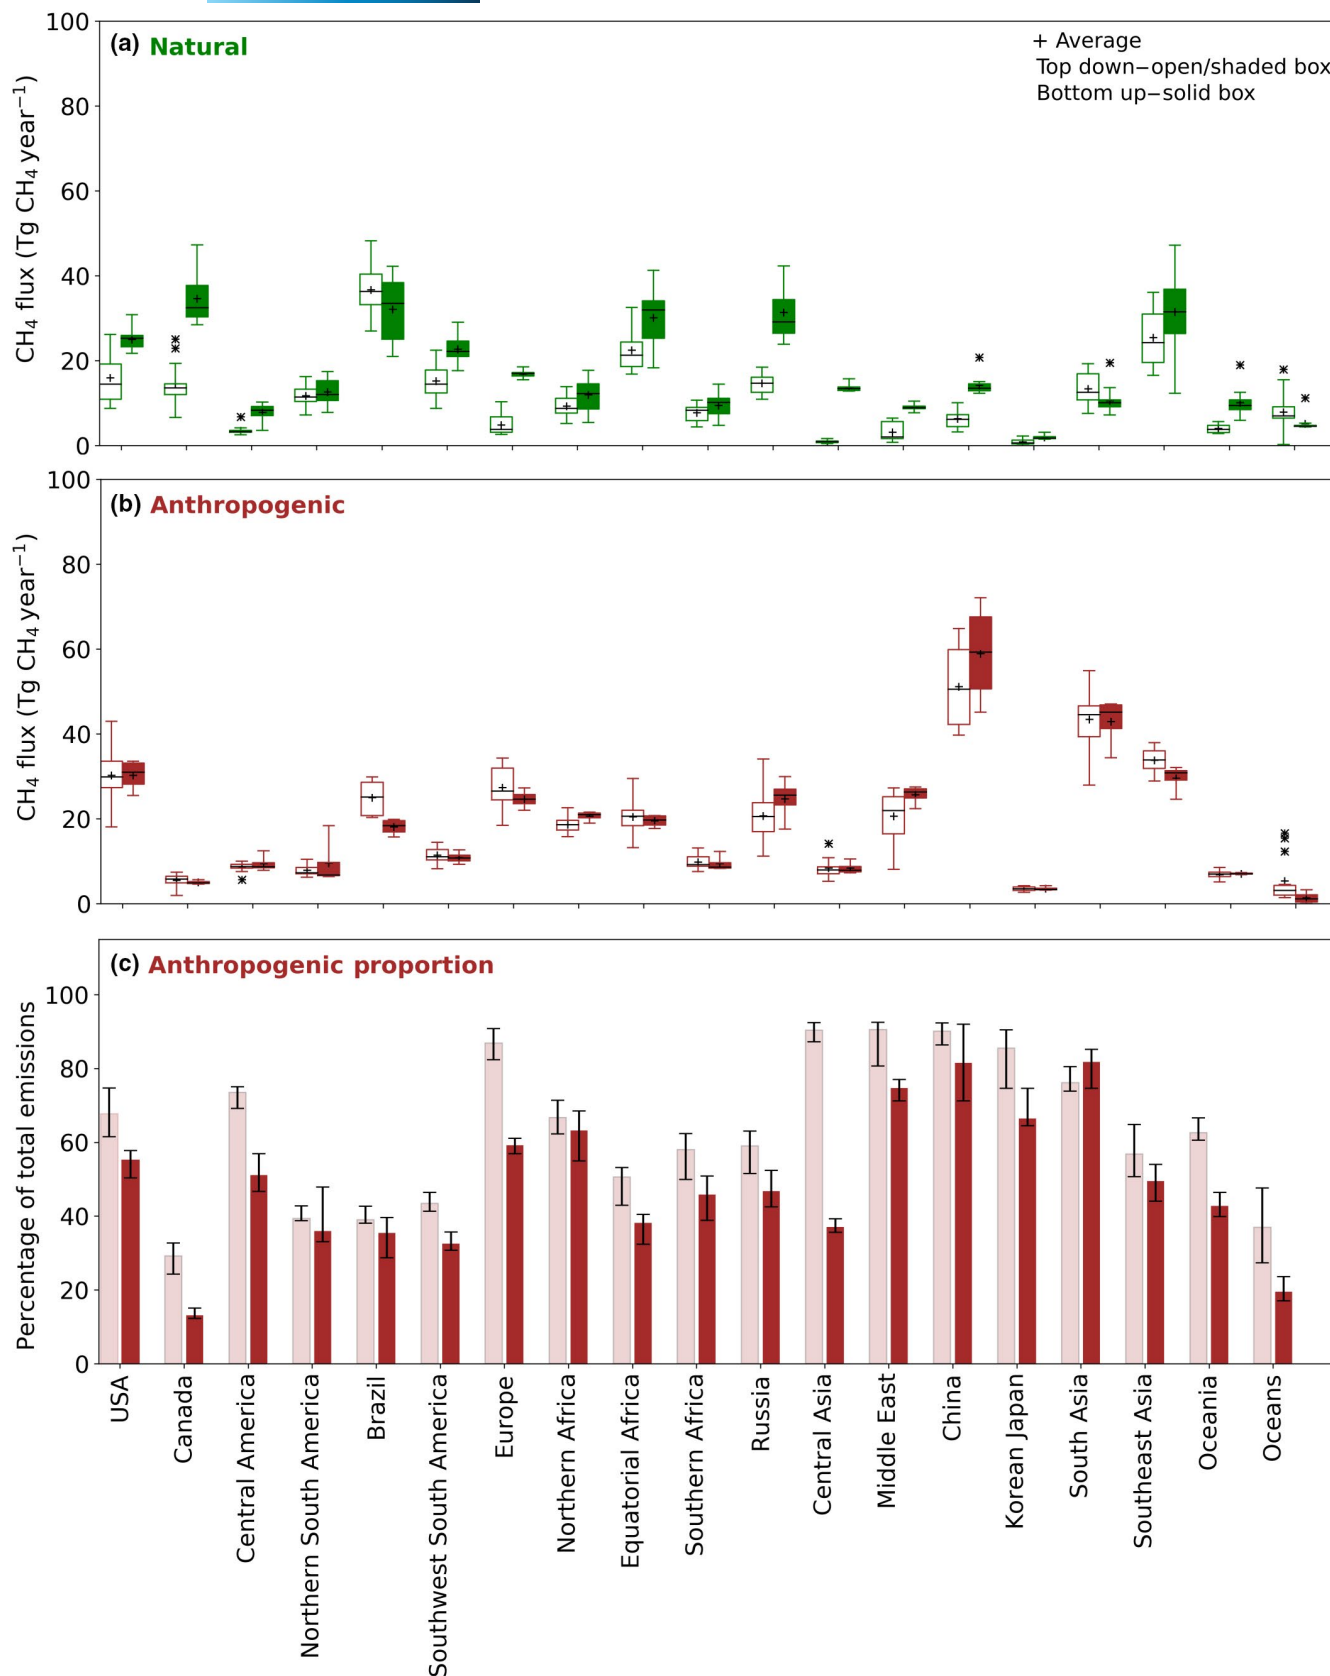 100
(a) Natural
+ Average
Top down−open/shaded box
Bottom up−solid box
80
60
40
20
0
CH₄ flux (Tg CH₄ year⁻¹)
100
(b) Anthropogenic
80
60
40
20
0
CH₄ flux (Tg CH₄ year⁻¹)
(c) Anthropogenic proportion
100
80
60
40
20
0
Percentage of total emissions
USA
Canada
Central America
Northern South America
Brazil
Southwest South America
Europe
Northern Africa
Equatorial Africa
Southern Africa
Russia
Central Asia
Middle East
China
Korean Japan
South Asia
Southeast Asia
Oceania
Oceans